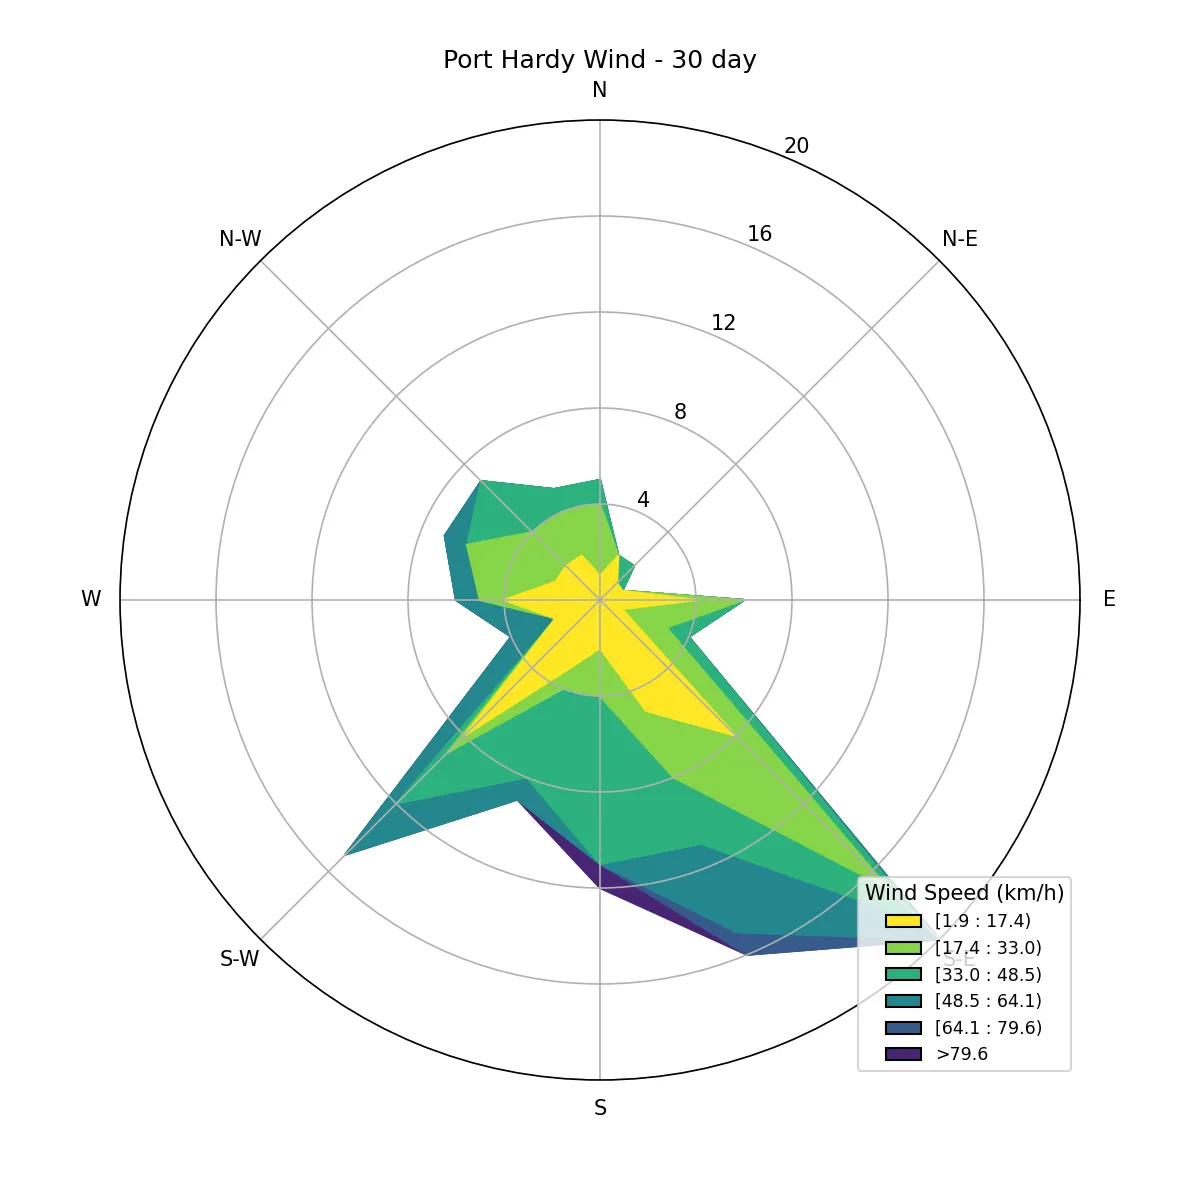 Port Hardy Wind - 30 day
N
20
N-W
N-E
16
12
8
4
W
E
Wind Speed (km/h)
[1.9 : 17.4)
[17.4 : 33.0)
S-W
S-E
[33.0 : 48.5)
[48.5 : 64.1)
[64.1 : 79.6)
>79.6
S